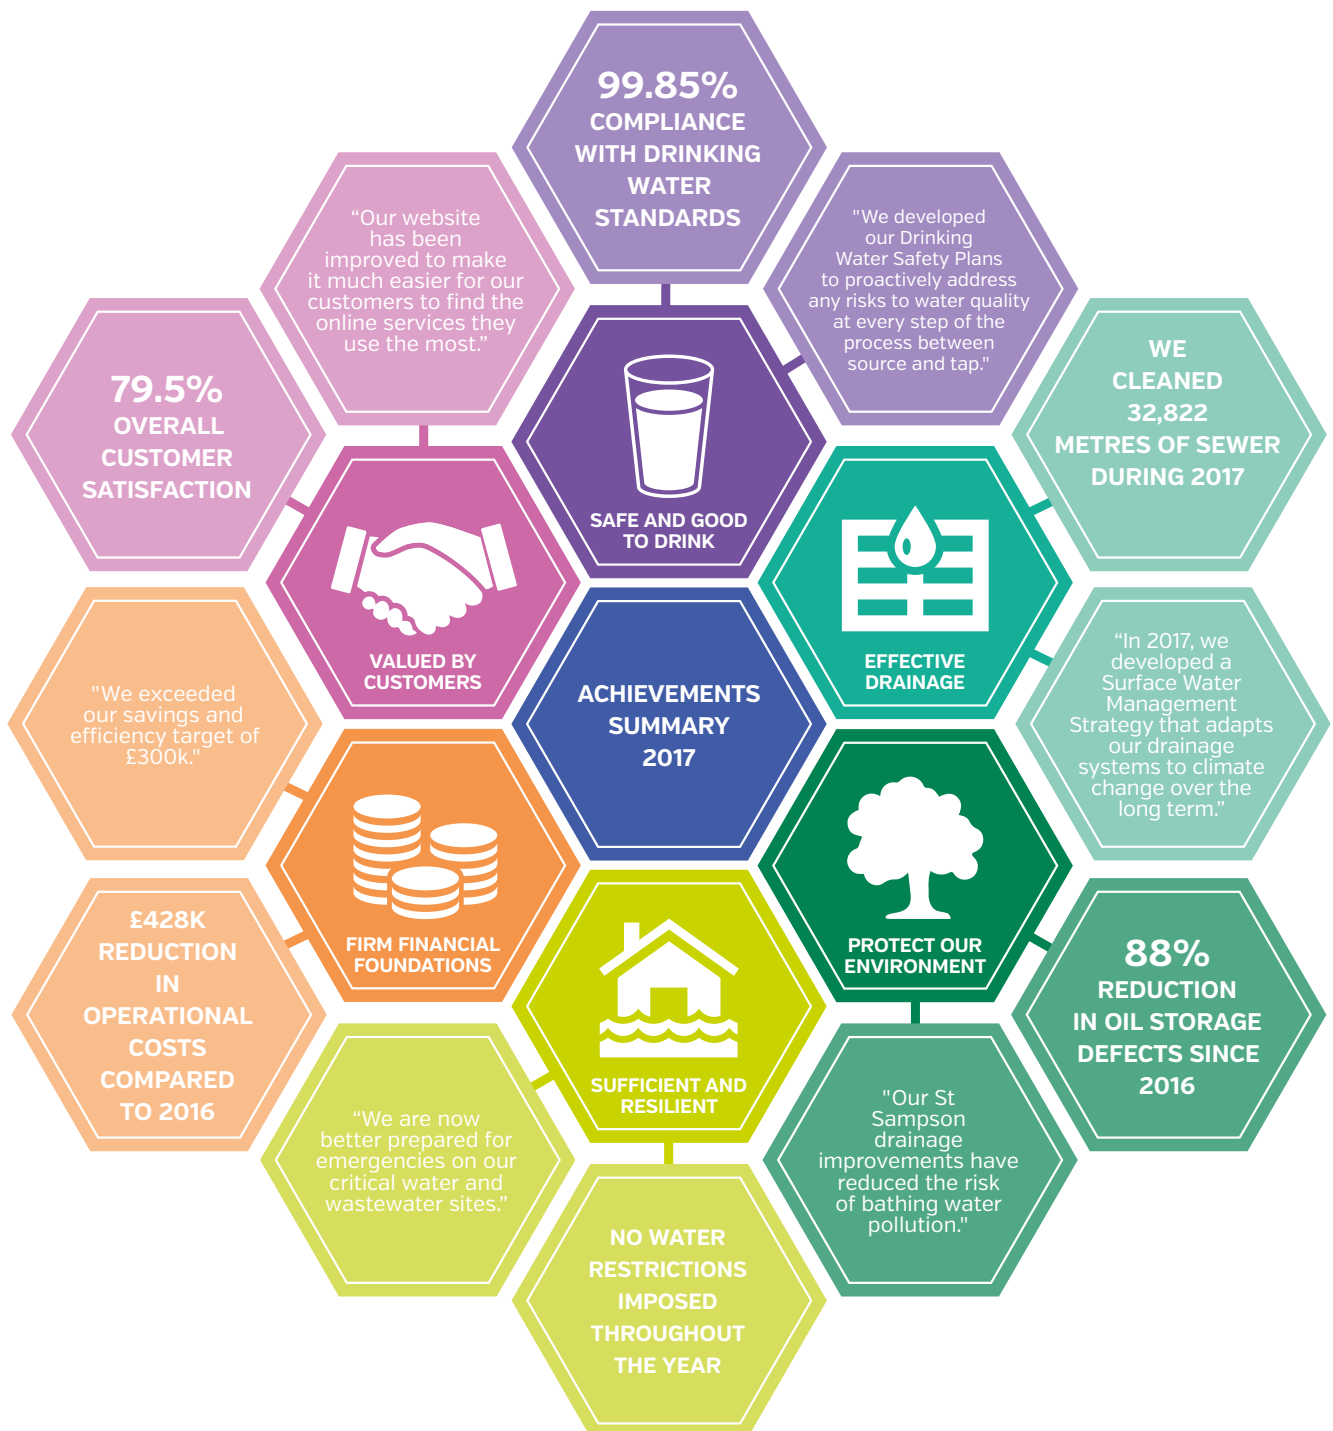 99.85%
COMPLIANCE
WITH DRINKING
WATER
STANDARDS
“Our website
has been
improved to make
it much easier for our
customers to find the
online services they
use the most.”
"We developed
our Drinking
Water Safety Plans
to proactively address
any risks to water quality
at every step of the
process between
source and tap."
79.5%
OVERALL
CUSTOMER
SATISFACTION
SAFE AND GOOD
TO DRINK
WE
CLEANED
32,822
METRES OF SEWER
DURING 2017
VALUED BY
CUSTOMERS
EFFECTIVE
DRAINAGE
"We exceeded
our savings and
efficiency target of
£300k."
ACHIEVEMENTS
SUMMARY
2017
“In 2017, we
developed a
Surface Water
Management
Strategy that adapts
our drainage
systems to climate
change over the
long term.”
FIRM FINANCIAL
FOUNDATIONS
PROTECT OUR
ENVIRONMENT
£428K
REDUCTION
IN
OPERATIONAL
COSTS
COMPARED
TO 2016
SUFFICIENT AND
RESILIENT
88%
REDUCTION
IN OIL STORAGE
DEFECTS SINCE
2016
“We are now
better prepared for
emergencies on our
critical water and
wastewater sites.”
"Our St
Sampson
drainage
improvements have
reduced the risk
of bathing water
pollution."
NO WATER
RESTRICTIONS
IMPOSED
THROUGHOUT
THE YEAR